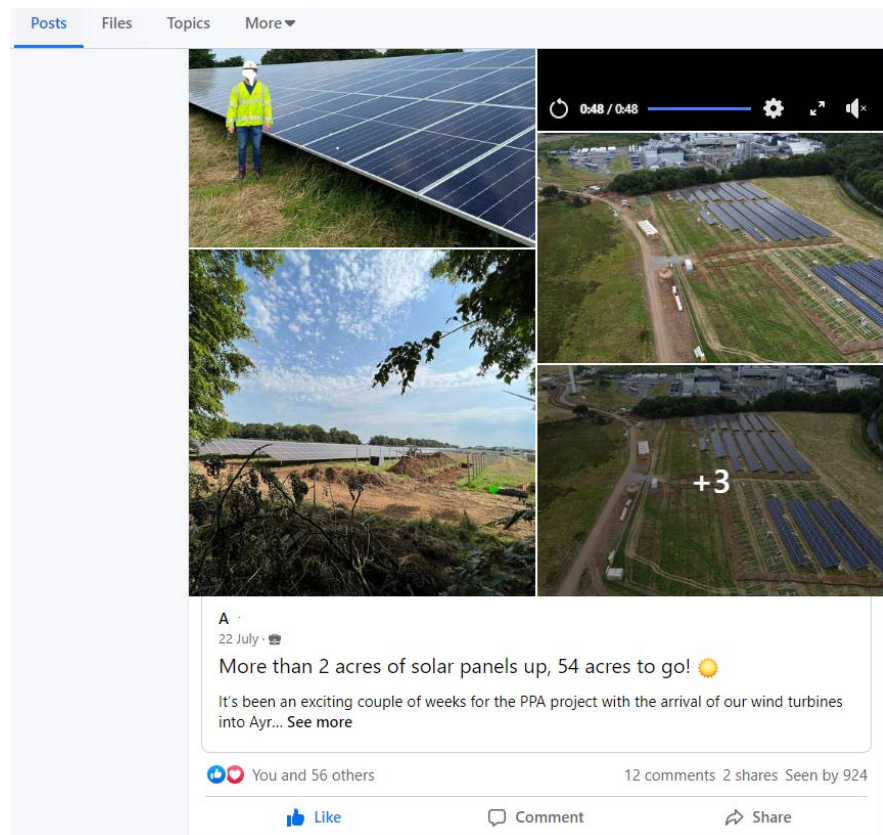 Posts Files Topics More
0:48 / 0:48
+3
A
22 July
More than 2 acres of solar panels up, 54 acres to go!
It's been an exciting couple of weeks for the PPA project with the arrival of our wind turbines
into Ayr... See more
You and 56 others 12 comments 2 shares Seen by 924
Like Comment Share